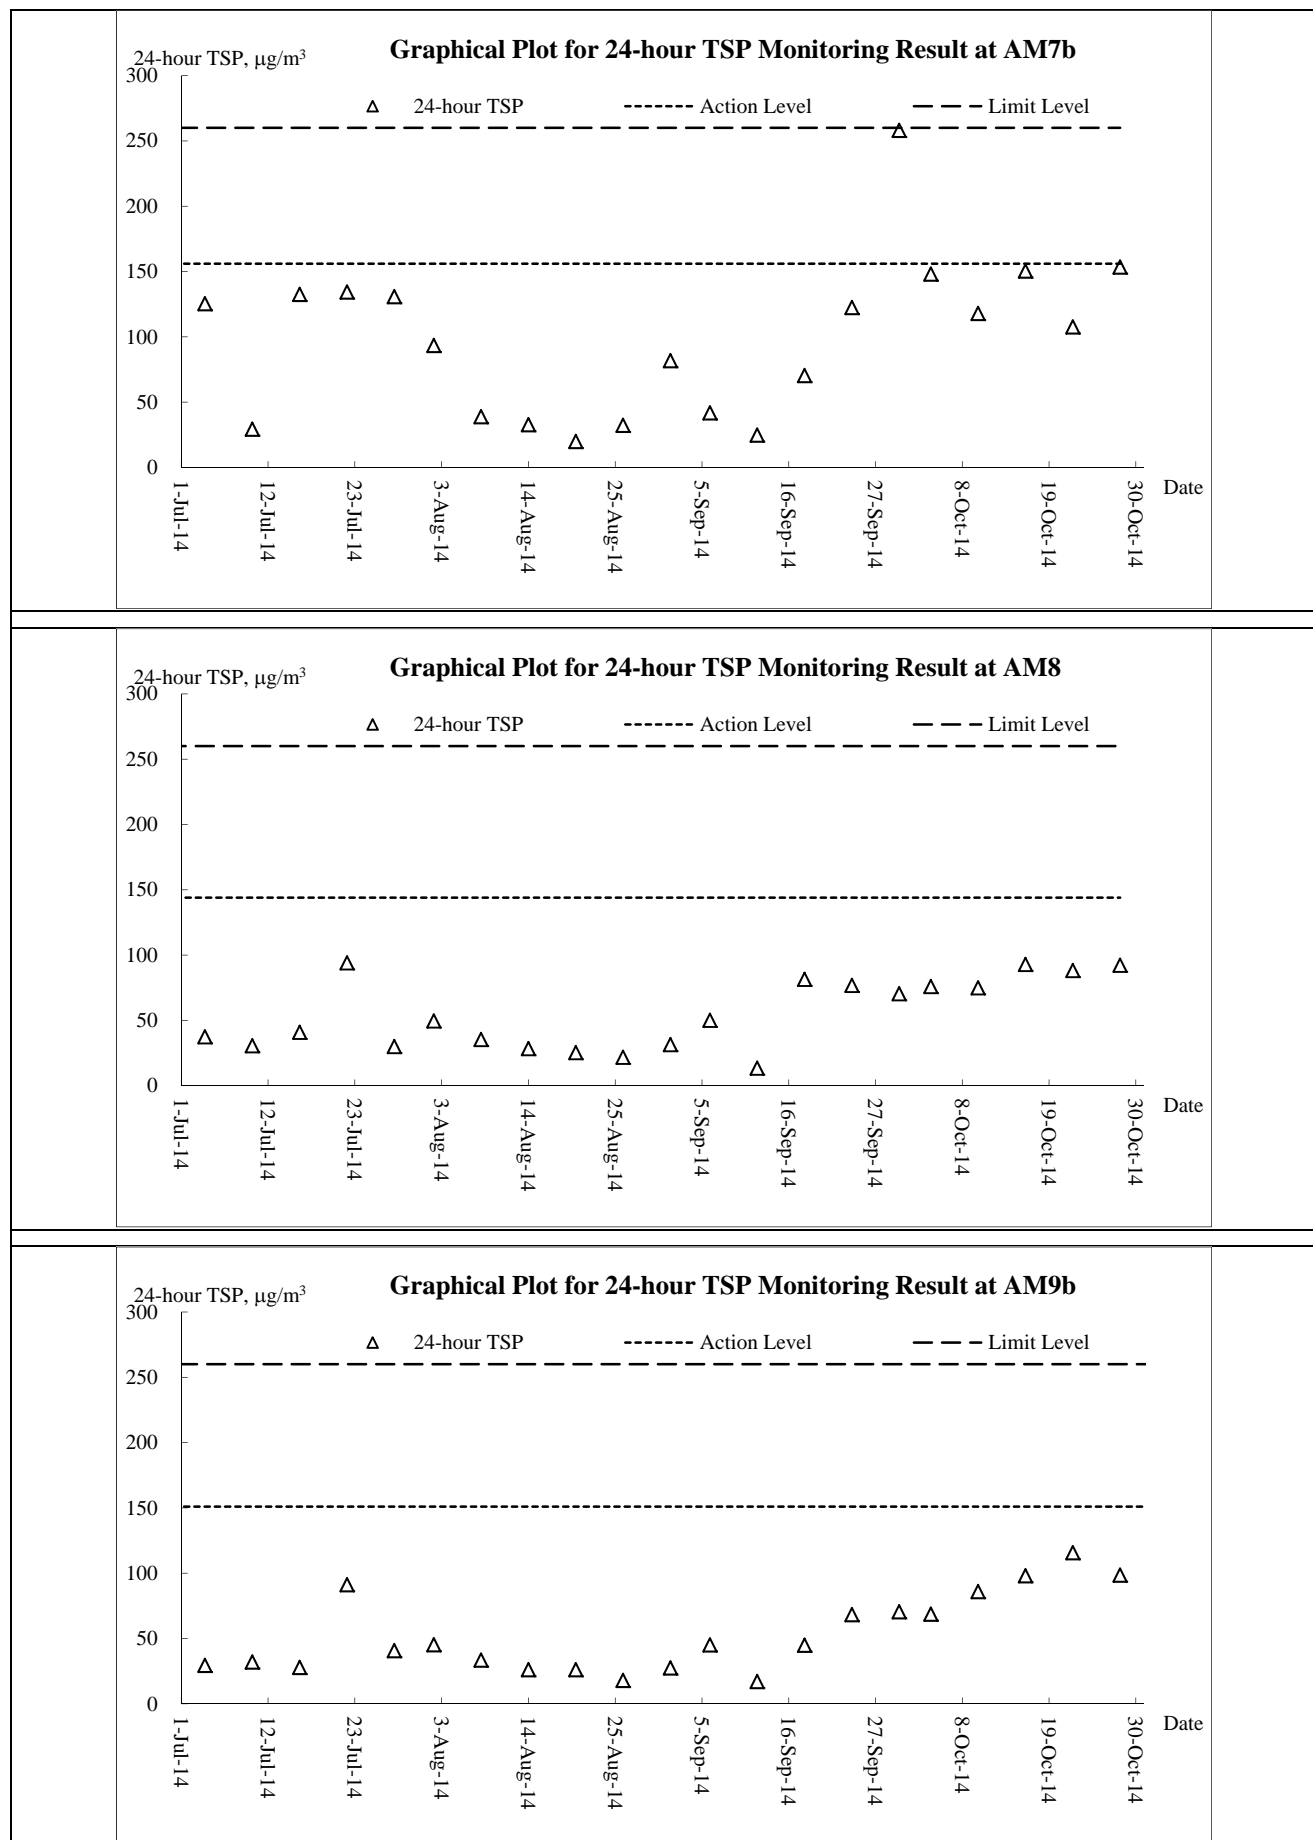 Graphical Plot for 24-hour TSP Monitoring Result at AM7b
24-hour TSP, μg/m³
24-hour TSP Action Level Limit Level
300
250
200
150
100
50
0
1-Jul-14
12-Jul-14
23-Jul-14
3-Aug-14
14-Aug-14
25-Aug-14
5-Sep-14
16-Sep-14
27-Sep-14
8-Oct-14
19-Oct-14
30-Oct-14
Date
Graphical Plot for 24-hour TSP Monitoring Result at AM8
24-hour TSP, μg/m³
24-hour TSP Action Level Limit Level
300
250
200
150
100
50
0
1-Jul-14
12-Jul-14
23-Jul-14
3-Aug-14
14-Aug-14
25-Aug-14
5-Sep-14
16-Sep-14
27-Sep-14
8-Oct-14
19-Oct-14
30-Oct-14
Date
Graphical Plot for 24-hour TSP Monitoring Result at AM9b
24-hour TSP, μg/m³
24-hour TSP Action Level Limit Level
300
250
200
150
100
50
0
1-Jul-14
12-Jul-14
23-Jul-14
3-Aug-14
14-Aug-14
25-Aug-14
5-Sep-14
16-Sep-14
27-Sep-14
8-Oct-14
19-Oct-14
30-Oct-14
Date